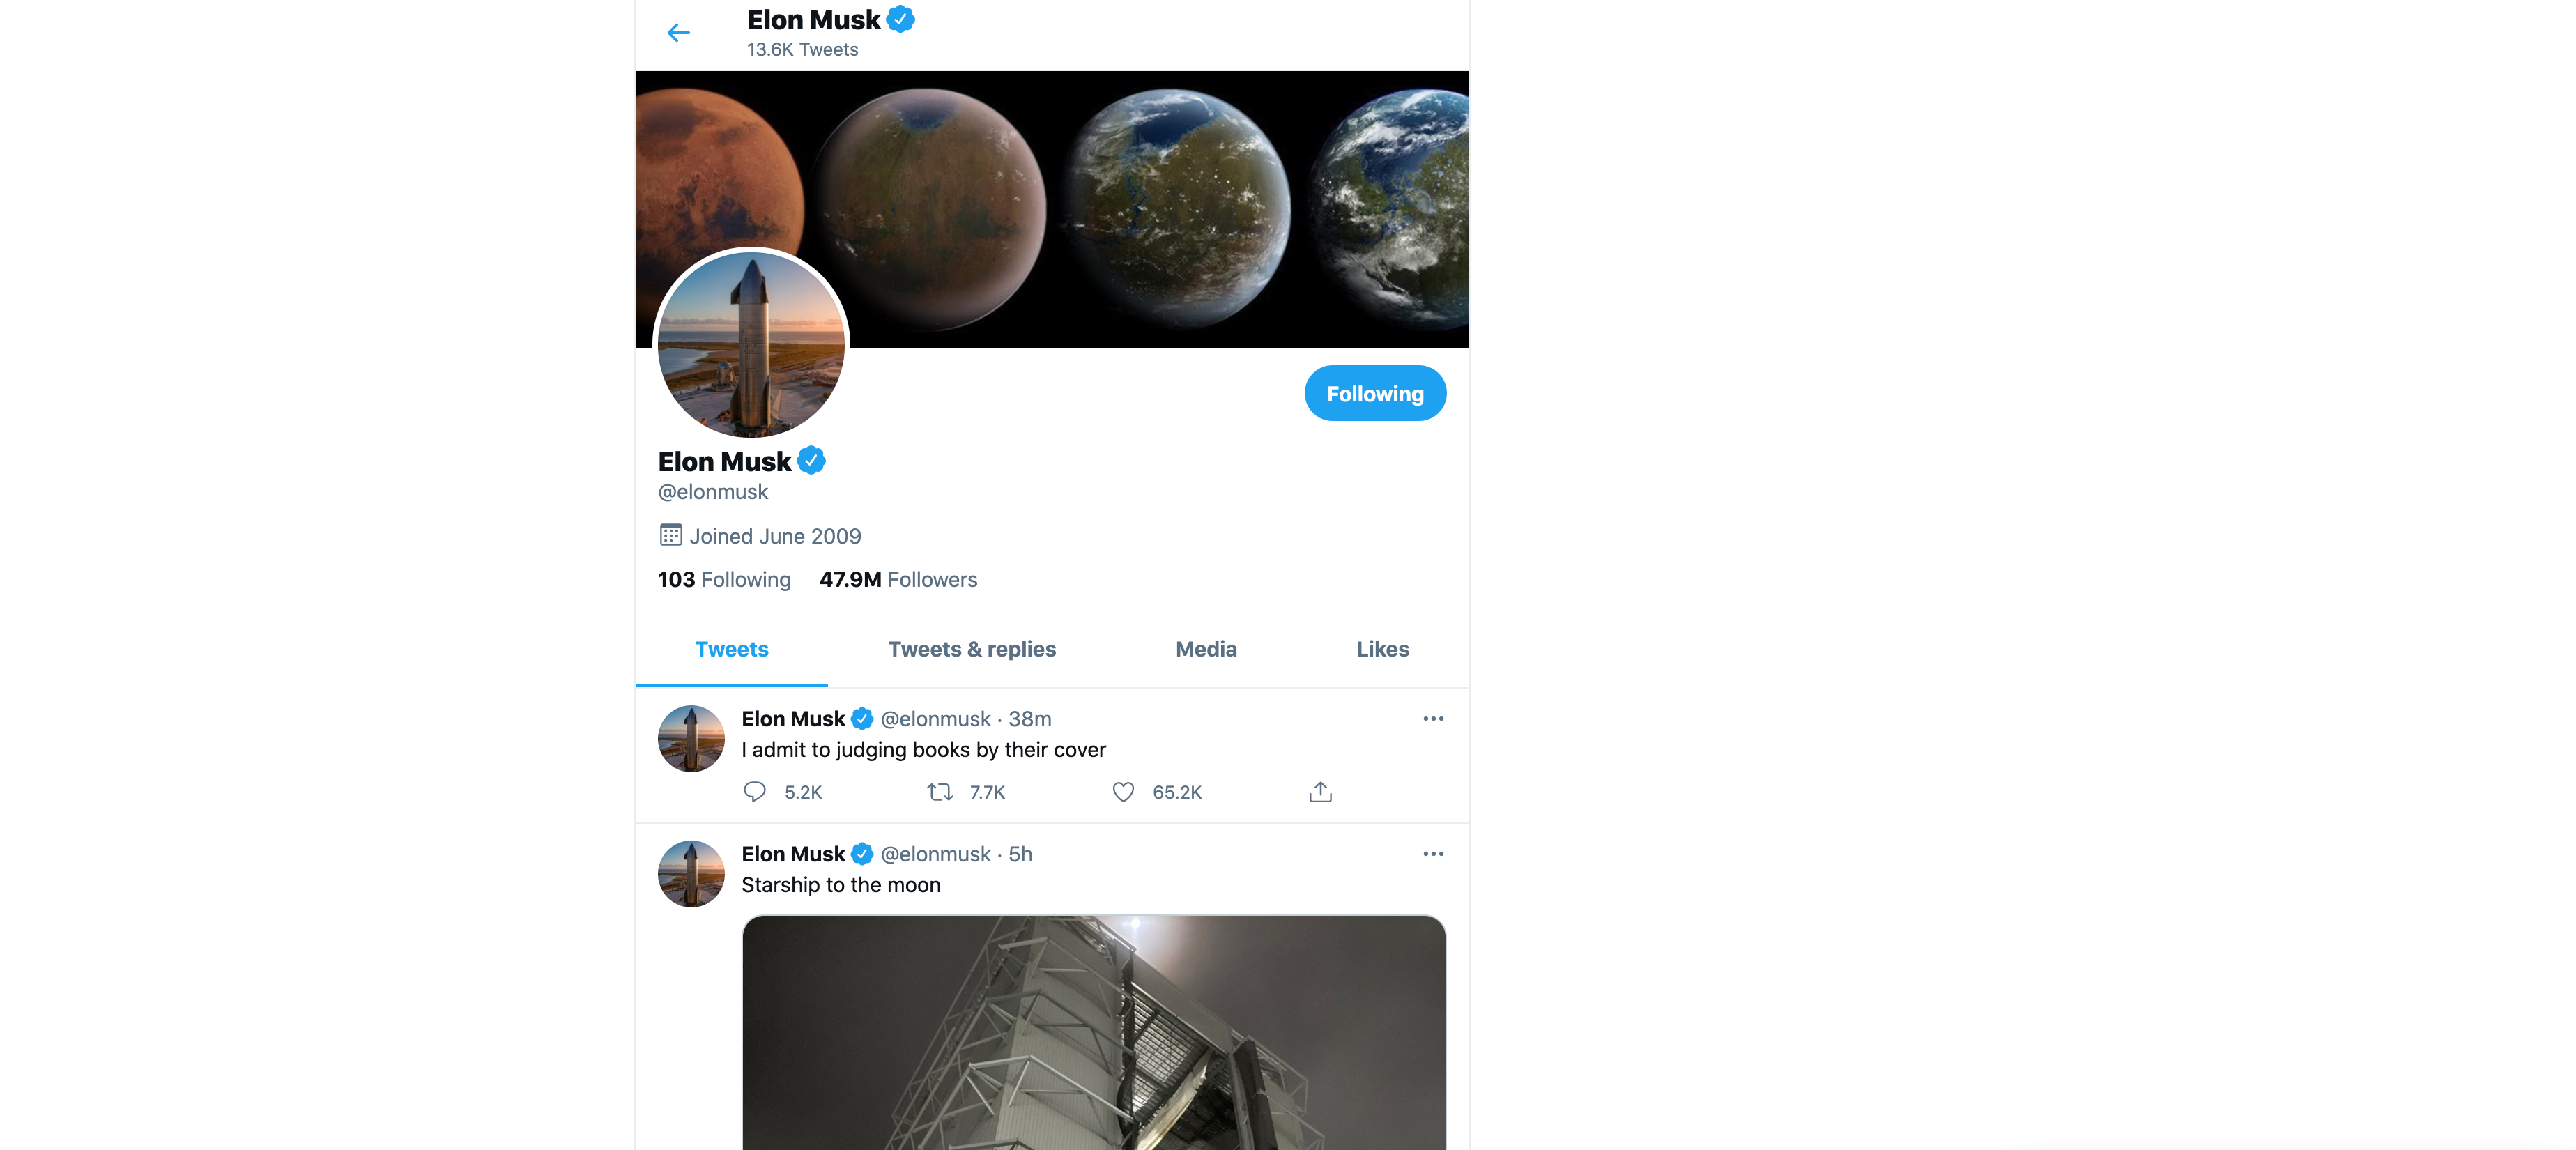 Elon Musk
13.6K Tweets
Following
Elon Musk
@elonmusk
Joined June 2009
103 Following 47.9M Followers
Tweets Tweets & replies Media Likes
Elon Musk @elonmusk · 38m
I admit to judging books by their cover
5.2K 7.7K 65.2K
Elon Musk @elonmusk · 5h
Starship to the moon